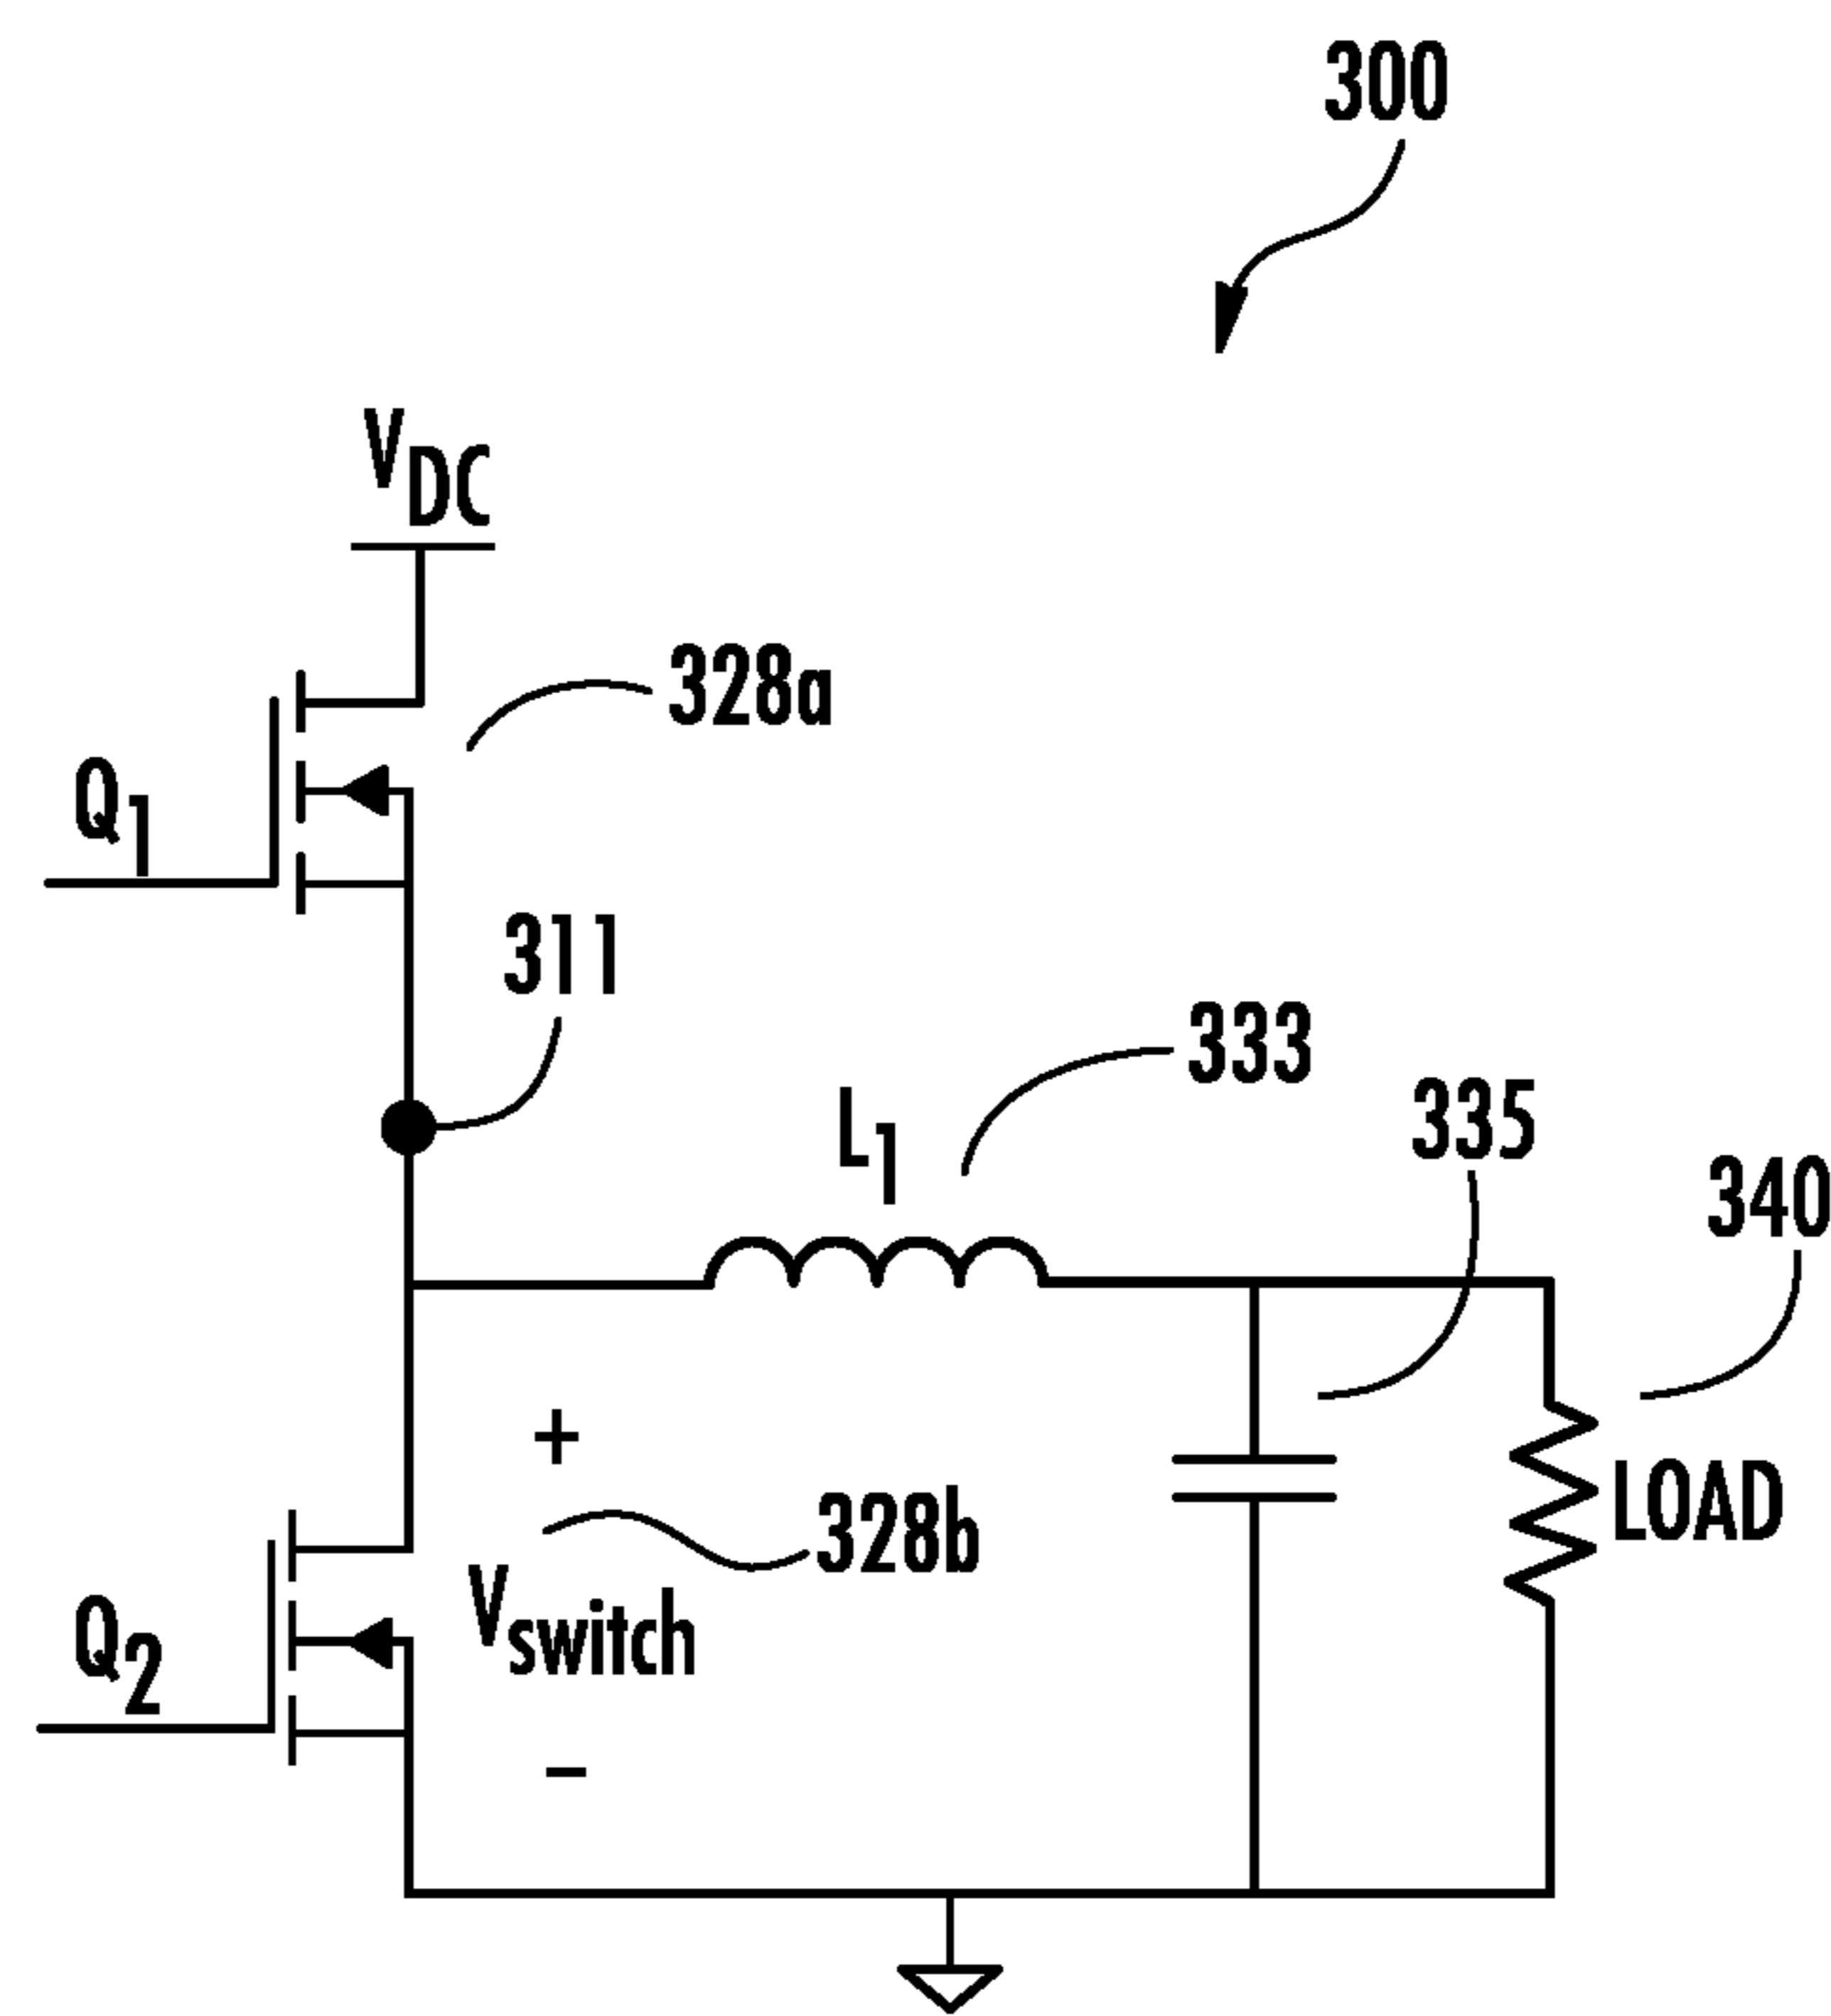 300
VDC
328a
Q1
311
333
L1
335
340
+
328b
LOAD
Vswitch
Q2
−